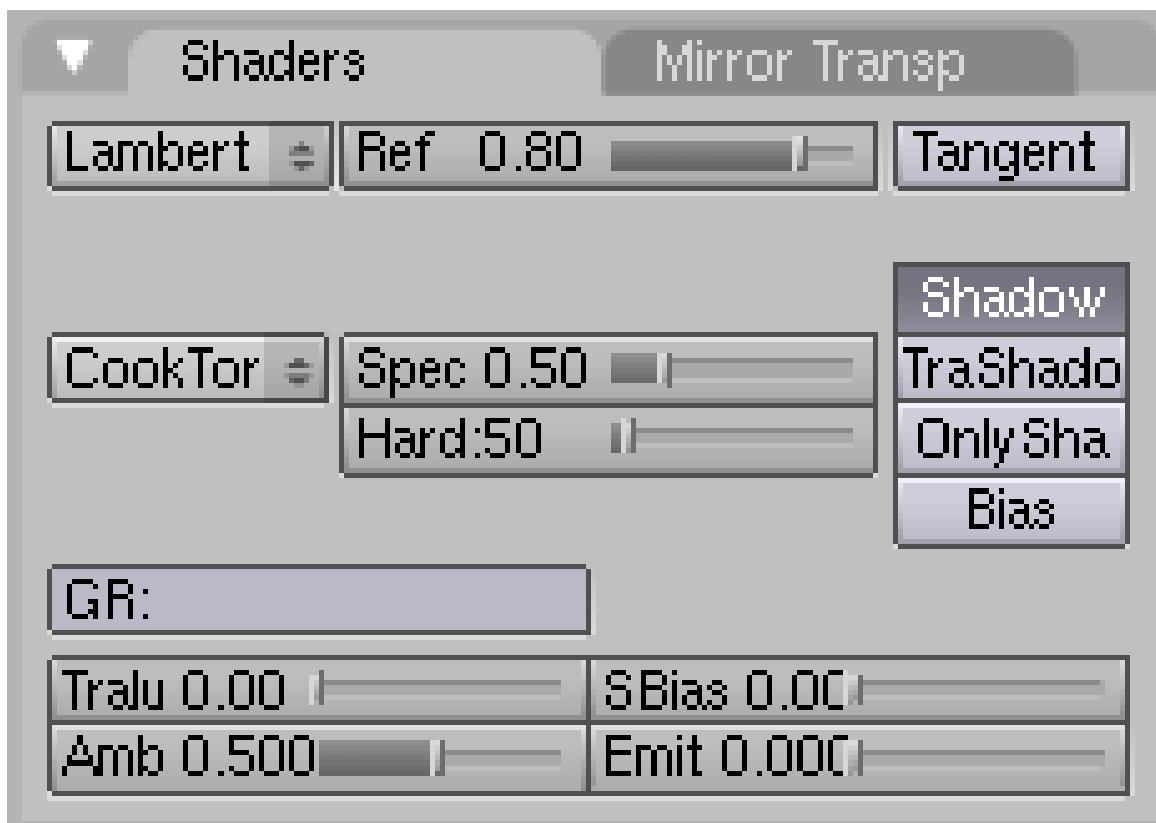 Shaders Mirror Transp
Lambert Ref 0.80 Tangent
Shadow
CookTor Spec 0.50 TraShado
Hard:50 OnlySha
Bias
GR:
Tralu 0.00 SBias 0.00
Amb 0.500 Emit 0.000